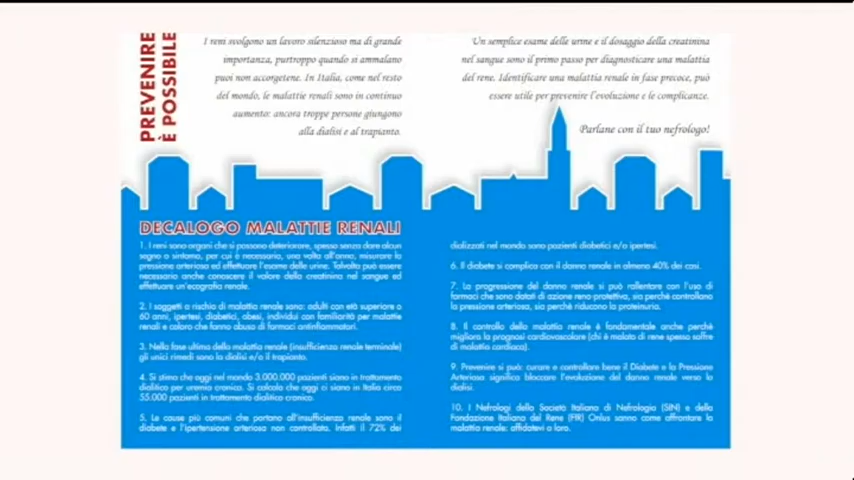 PREVENIRE
È POSSIBILE
I reni svolgono un lavoro silenzioso ma di grande
importanza, purtroppo quando si ammalano
puoi non accorgetene. In Italia, come nel resto
del mondo, le malattie renali sono in continuo
aumento: ancora troppe persone giungono
alla dialisi e al trapianto.
Un semplice esame delle urine e il dosaggio della creatinina
nel sangue sono il primo passo per diagnosticare una malattia
del rene. Identificare una malattia renale in fase precoce, può
essere utile per prevenire l'evoluzione e le complicanze.
Parlane con il tuo nefrologo!
DECALOGO MALATTIE RENALI
1. I reni sono organi che si possono deteriorare, spesso senza dare alcun
segno o sintomo, per cui è necessario, una volta all'anno, misurare la
pressione arteriosa ed effettuare l'esame delle urine. Talvolta può essere
necessario anche conoscere il valore della creatinina nel sangue ed
effettuare un'ecografia renale.
2. I soggetti a rischio di malattia renale sono: adulti con età superiore a
60 anni, ipertesi, diabetici, obesi, individui con familiarità per malattie
renali e coloro che fanno abuso di farmaci antinfiammatori.
3. Nella fase ultima della malattia renale (insufficienza renale terminale)
gli unici rimedi sono la dialisi e/o il trapianto.
4. Si stima che oggi nel mondo 3.000.000 pazienti siano in trattamento
dialitico per uremia cronica. Si calcola che oggi ci siano in Italia circa
55.000 pazienti in trattamento dialitico cronico.
5. Le cause più comuni che portano all'insufficienza renale sono il
diabete e l'ipertensione arteriosa non controllata. Infatti il 72% dei
dializzati nel mondo sono pazienti diabetici e/o ipertesi.
6. Il diabete si complica con il danno renale in almeno 40% dei casi.
7. La progressione del danno renale si può rallentare con l'uso di
farmaci che sono dotati di azione reno-protettiva, sia perchè controllano
la pressione arteriosa, sia perchè riducono la proteinuria.
8. Il controllo della malattia renale è fondamentale anche perchè
migliora la prognosi cardiovascolare (chi è malato di rene spesso soffre
di malattia cardiaca).
9. Prevenire si può: curare e controllare bene il Diabete e la Pressione
Arteriosa significa bloccare l'evoluzione del danno renale verso la
dialisi.
10. I Nefrologi della Società Italiana di Nefrologia (SIN) e della
Fondazione Italiana del Rene (FIR) Onlus sanno come affrontare la
malattia renale: affidatevi a loro.